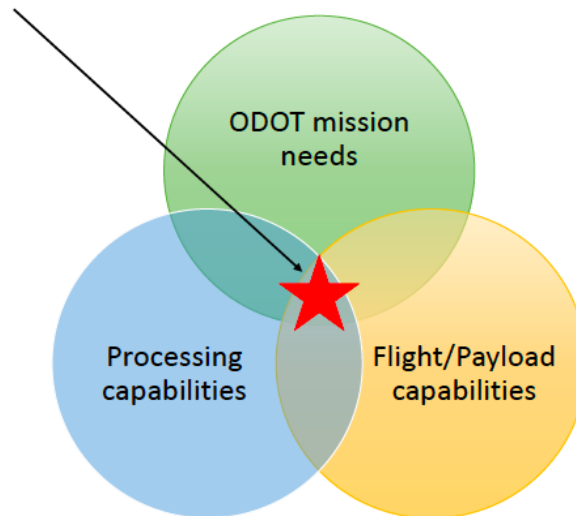 ODOT mission
needs
Processing
capabilities
Flight/Payload
capabilities